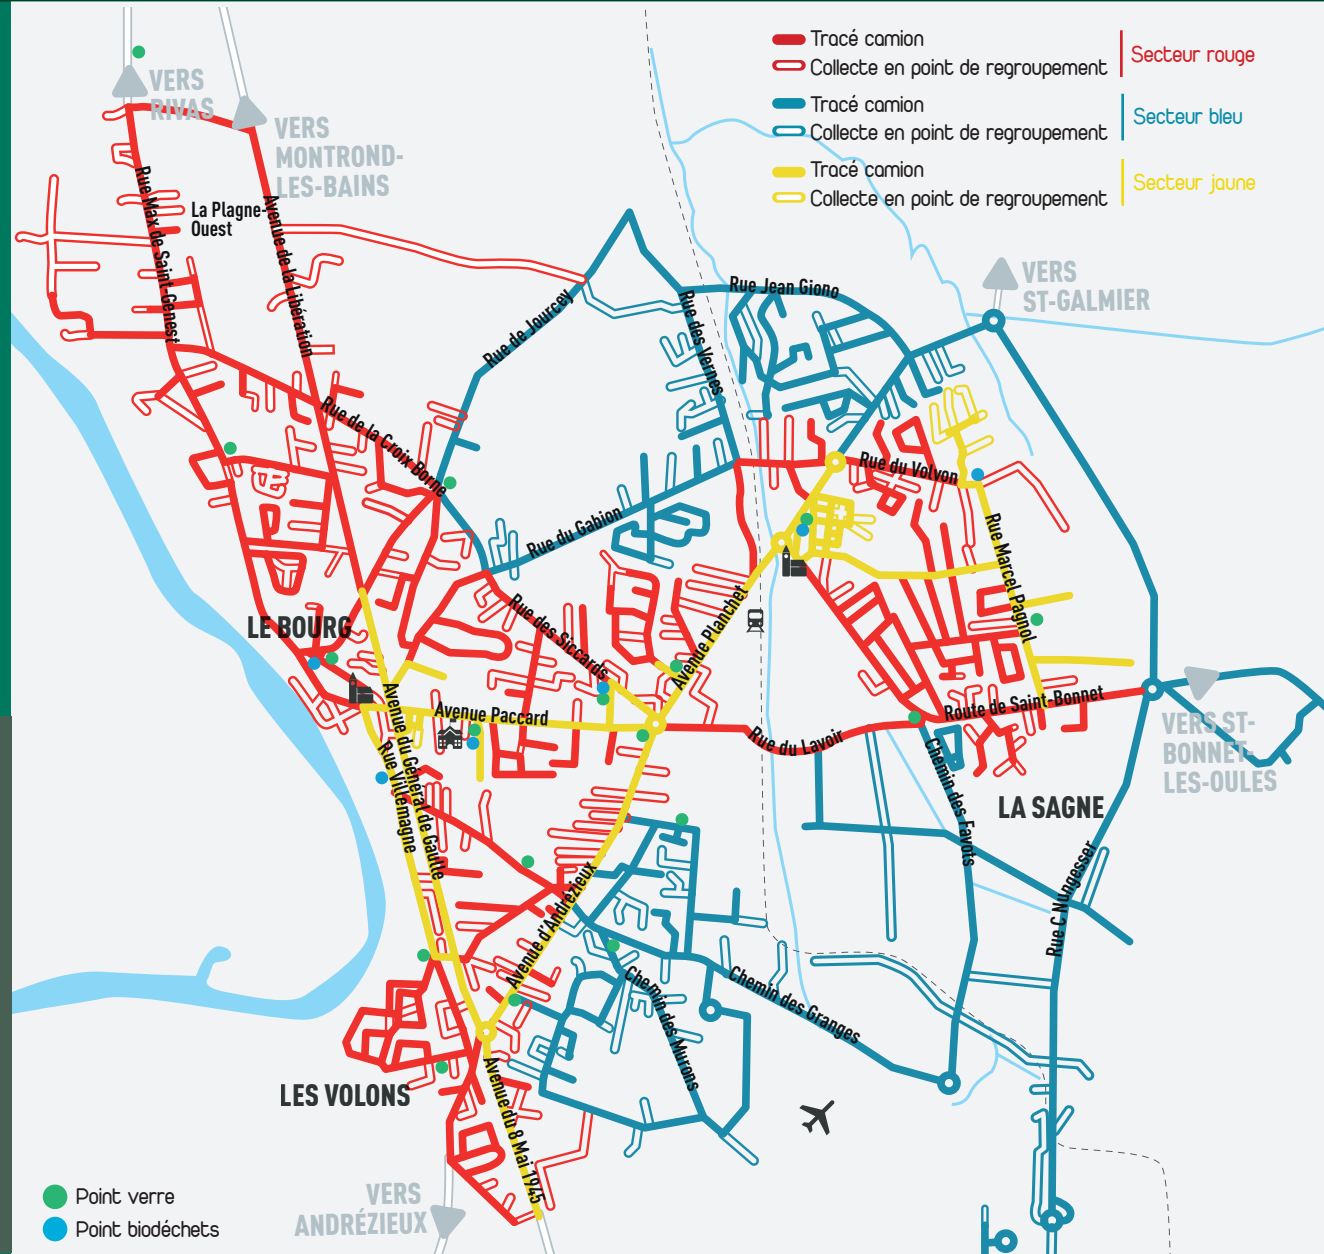 Tracé camion
Collecte en point de regroupement
Secteur rouge
Tracé camion
Collecte en point de regroupement
Secteur bleu
Tracé camion
Collecte en point de regroupement
Secteur jaune
VERS
RIVAS
VERS
MONTROND-
LES-BAINS
La Plagne-
Ouest
Rue Max de Saint-Genest
Avenue de la Libération
VERS
ST-GALMIER
Rue Jean Giono
Rue des Vernes
Rue de Jourcey
Rue de la Croix Borne
Rue du Volvon
Rue du Gabion
Rue Marcel Pagnol
LE BOURG
Rue des Siccards
Avenue Planchet
Avenue Paccard
Route de Saint-Bonnet
Rue du Lavoir
VERS ST-
BONNET-
LES-OULES
Avenue du Général de Gaulle
Rue Villemagne
Chemin des Favots
LA SAGNE
Rue C Nungesser
Avenue d'Andrézieux
Chemin des Murons
Chemin des Granges
LES VOLONS
Avenue du 8 Mai 1945
VERS
ANDRÉZIEUX
Point verre
Point biodéchets